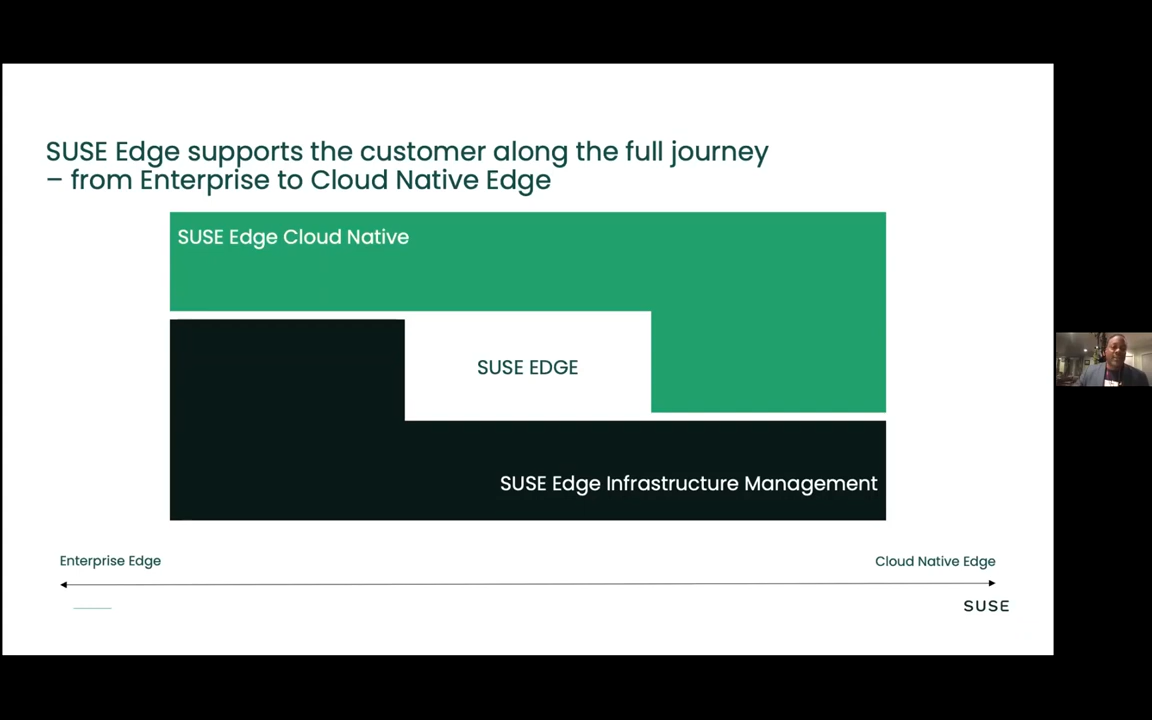 SUSE Edge supports the customer along the full journey
– from Enterprise to Cloud Native Edge
SUSE Edge Cloud Native
SUSE EDGE
SUSE Edge Infrastructure Management
Enterprise Edge
Cloud Native Edge
SUSE